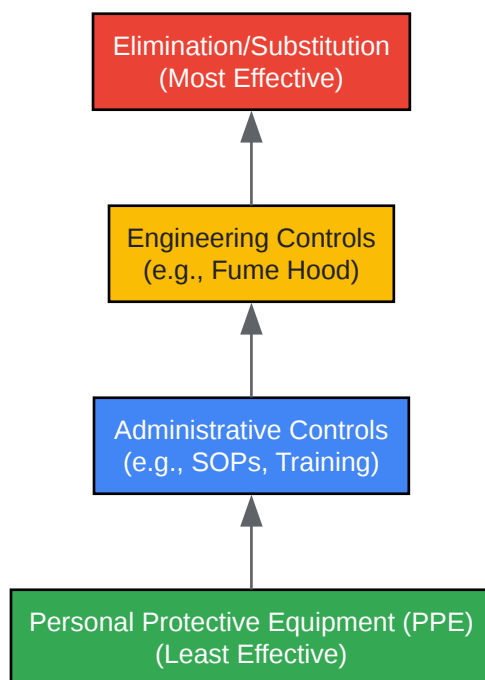 Elimination/Substitution
(Most Effective)
Engineering Controls
(e.g., Fume Hood)
Administrative Controls
(e.g., SOPs, Training)
Personal Protective Equipment (PPE)
(Least Effective)